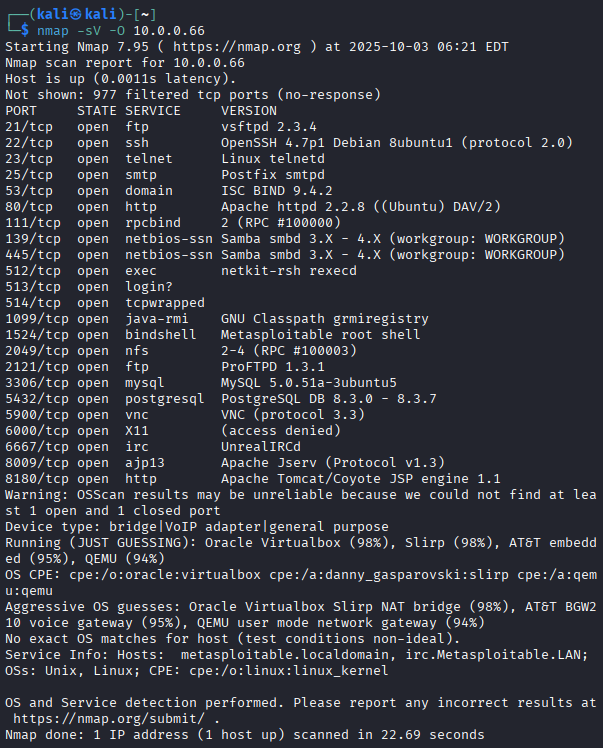 ┌──(kali㉿kali)-[~]
└─$ nmap -sV -O 10.0.0.66
Starting Nmap 7.95 ( https://nmap.org ) at 2025-10-03 06:21 EDT
Nmap scan report for 10.0.0.66
Host is up (0.0011s latency).
Not shown: 977 filtered tcp ports (no-response)
PORT     STATE SERVICE     VERSION
21/tcp   open  ftp         vsftpd 2.3.4
22/tcp   open  ssh         OpenSSH 4.7p1 Debian 8ubuntu1 (protocol 2.0)
23/tcp   open  telnet      Linux telnetd
25/tcp   open  smtp        Postfix smtpd
53/tcp   open  domain      ISC BIND 9.4.2
80/tcp   open  http        Apache httpd 2.2.8 ((Ubuntu) DAV/2)
111/tcp  open  rpcbind     2 (RPC #100000)
139/tcp  open  netbios-ssn Samba smbd 3.X - 4.X (workgroup: WORKGROUP)
445/tcp  open  netbios-ssn Samba smbd 3.X - 4.X (workgroup: WORKGROUP)
512/tcp  open  exec        netkit-rsh rexecd
513/tcp  open  login?
514/tcp  open  tcpwrapped
1099/tcp open  java-rmi    GNU Classpath grmiregistry
1524/tcp open  bindshell   Metasploitable root shell
2049/tcp open  nfs         2-4 (RPC #100003)
2121/tcp open  ftp         ProFTPD 1.3.1
3306/tcp open  mysql       MySQL 5.0.51a-3ubuntu5
5432/tcp open  postgresql  PostgreSQL DB 8.3.0 - 8.3.7
5900/tcp open  vnc         VNC (protocol 3.3)
6000/tcp open  X11         (access denied)
6667/tcp open  irc         UnrealIRCd
8009/tcp open  ajp13       Apache Jserv (Protocol v1.3)
8180/tcp open  http        Apache Tomcat/Coyote JSP engine 1.1
Warning: OSScan results may be unreliable because we could not find at lea
st 1 open and 1 closed port
Device type: bridge|VoIP adapter|general purpose
Running (JUST GUESSING): Oracle Virtualbox (98%), Slirp (98%), AT&T embedd
ed (95%), QEMU (94%)
OS CPE: cpe:/o:oracle:virtualbox cpe:/a:danny_gasparovski:slirp cpe:/a:qem
u:qemu
Aggressive OS guesses: Oracle Virtualbox Slirp NAT bridge (98%), AT&T BGW2
10 voice gateway (95%), QEMU user mode network gateway (94%)
No exact OS matches for host (test conditions non-ideal).
Service Info: Hosts:  metasploitable.localdomain, irc.Metasploitable.LAN;
OSs: Unix, Linux; CPE: cpe:/o:linux:linux_kernel

OS and Service detection performed. Please report any incorrect results at
 https://nmap.org/submit/ .
Nmap done: 1 IP address (1 host up) scanned in 22.69 seconds